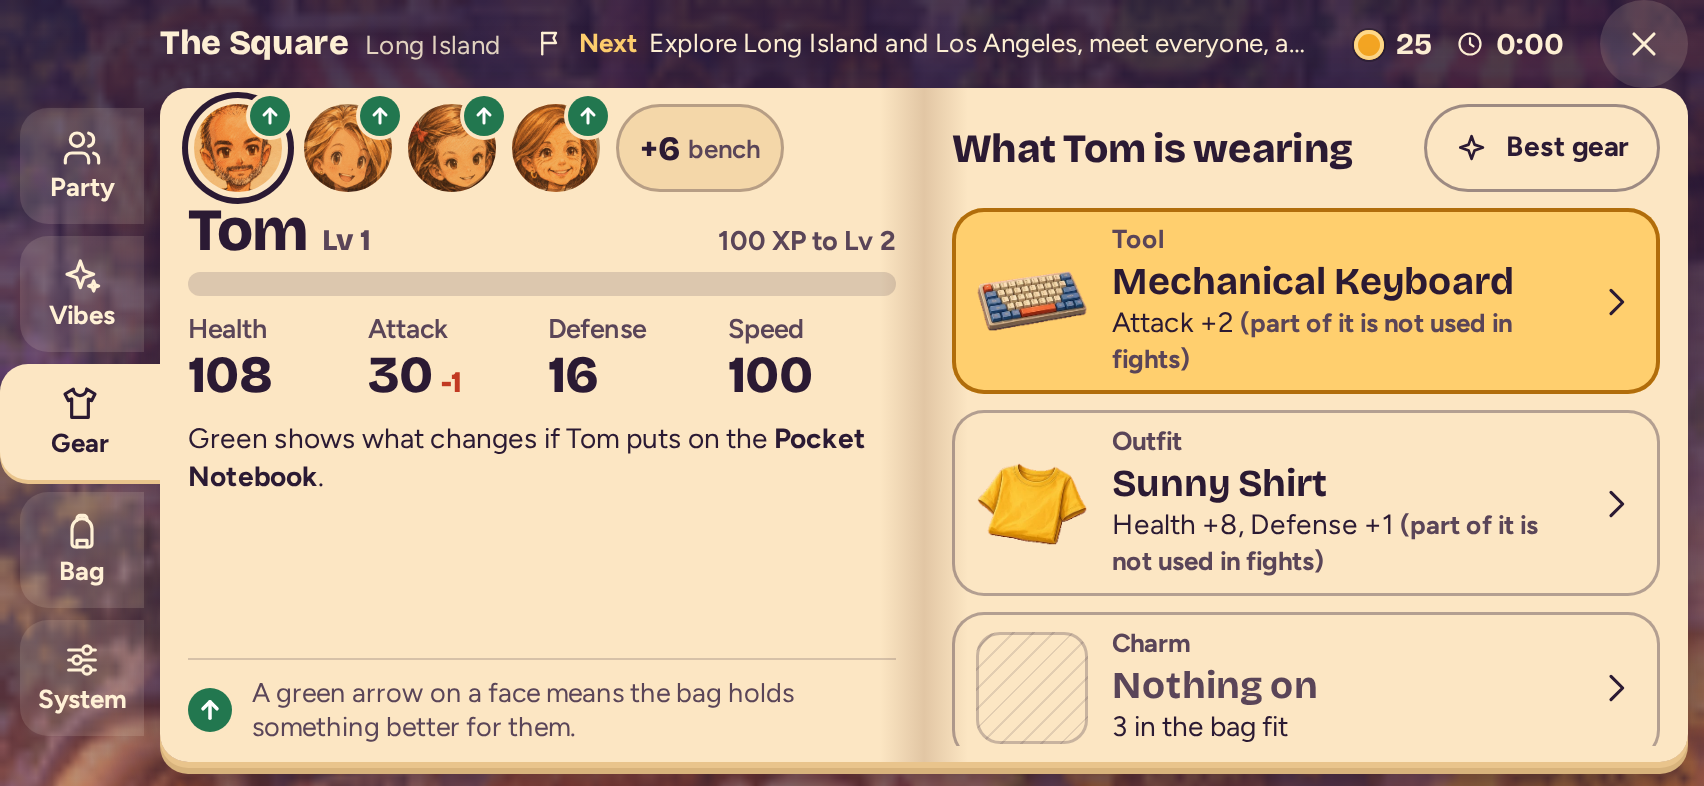 The Square Long Island
Next Explore Long Island and Los Angeles, meet everyone, a...
25
0:00
Party
Vibes
Gear
Bag
System
+6 bench
Tom Lv 1
100 XP to Lv 2
Health
Attack
Defense
Speed
108
30 -1
16
100
Green shows what changes if Tom puts on the Pocket
Notebook.
A green arrow on a face means the bag holds
something better for them.
What Tom is wearing
Best gear
Tool
Mechanical Keyboard
Attack +2 (part of it is not used in
fights)
Outfit
Sunny Shirt
Health +8, Defense +1 (part of it is
not used in fights)
Charm
Nothing on
3 in the bag fit